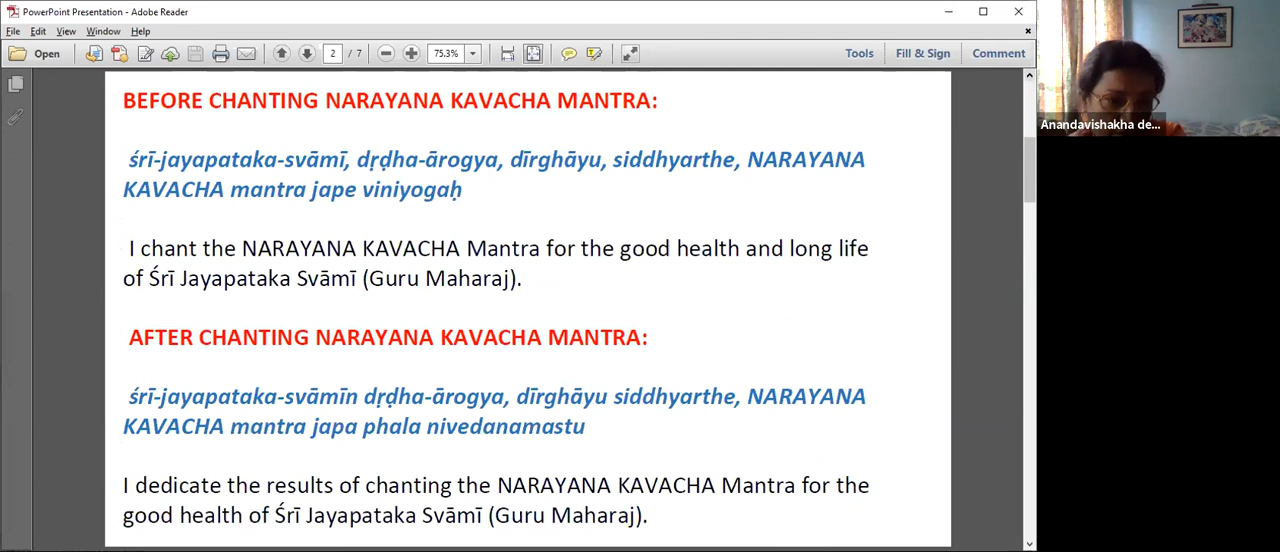 PowerPoint Presentation - Adobe Reader
File Edit View Window Help
Open 2 / 7 75.3% Tools Fill & Sign Comment
BEFORE CHANTING NARAYANA KAVACHA MANTRA:
śrī-jayapataka-svāmī, dṛḍha-ārogya, dīrghāyu, siddhyarthe, NARAYANA
KAVACHA mantra jape viniyogaḥ
I chant the NARAYANA KAVACHA Mantra for the good health and long life
of Śrī Jayapataka Svāmī (Guru Maharaj).
AFTER CHANTING NARAYANA KAVACHA MANTRA:
śrī-jayapataka-svāmīn dṛḍha-ārogya, dīrghāyu siddhyarthe, NARAYANA
KAVACHA mantra japa phala nivedanamastu
I dedicate the results of chanting the NARAYANA KAVACHA Mantra for the
good health of Śrī Jayapataka Svāmī (Guru Maharaj).
Anandavishakha de...